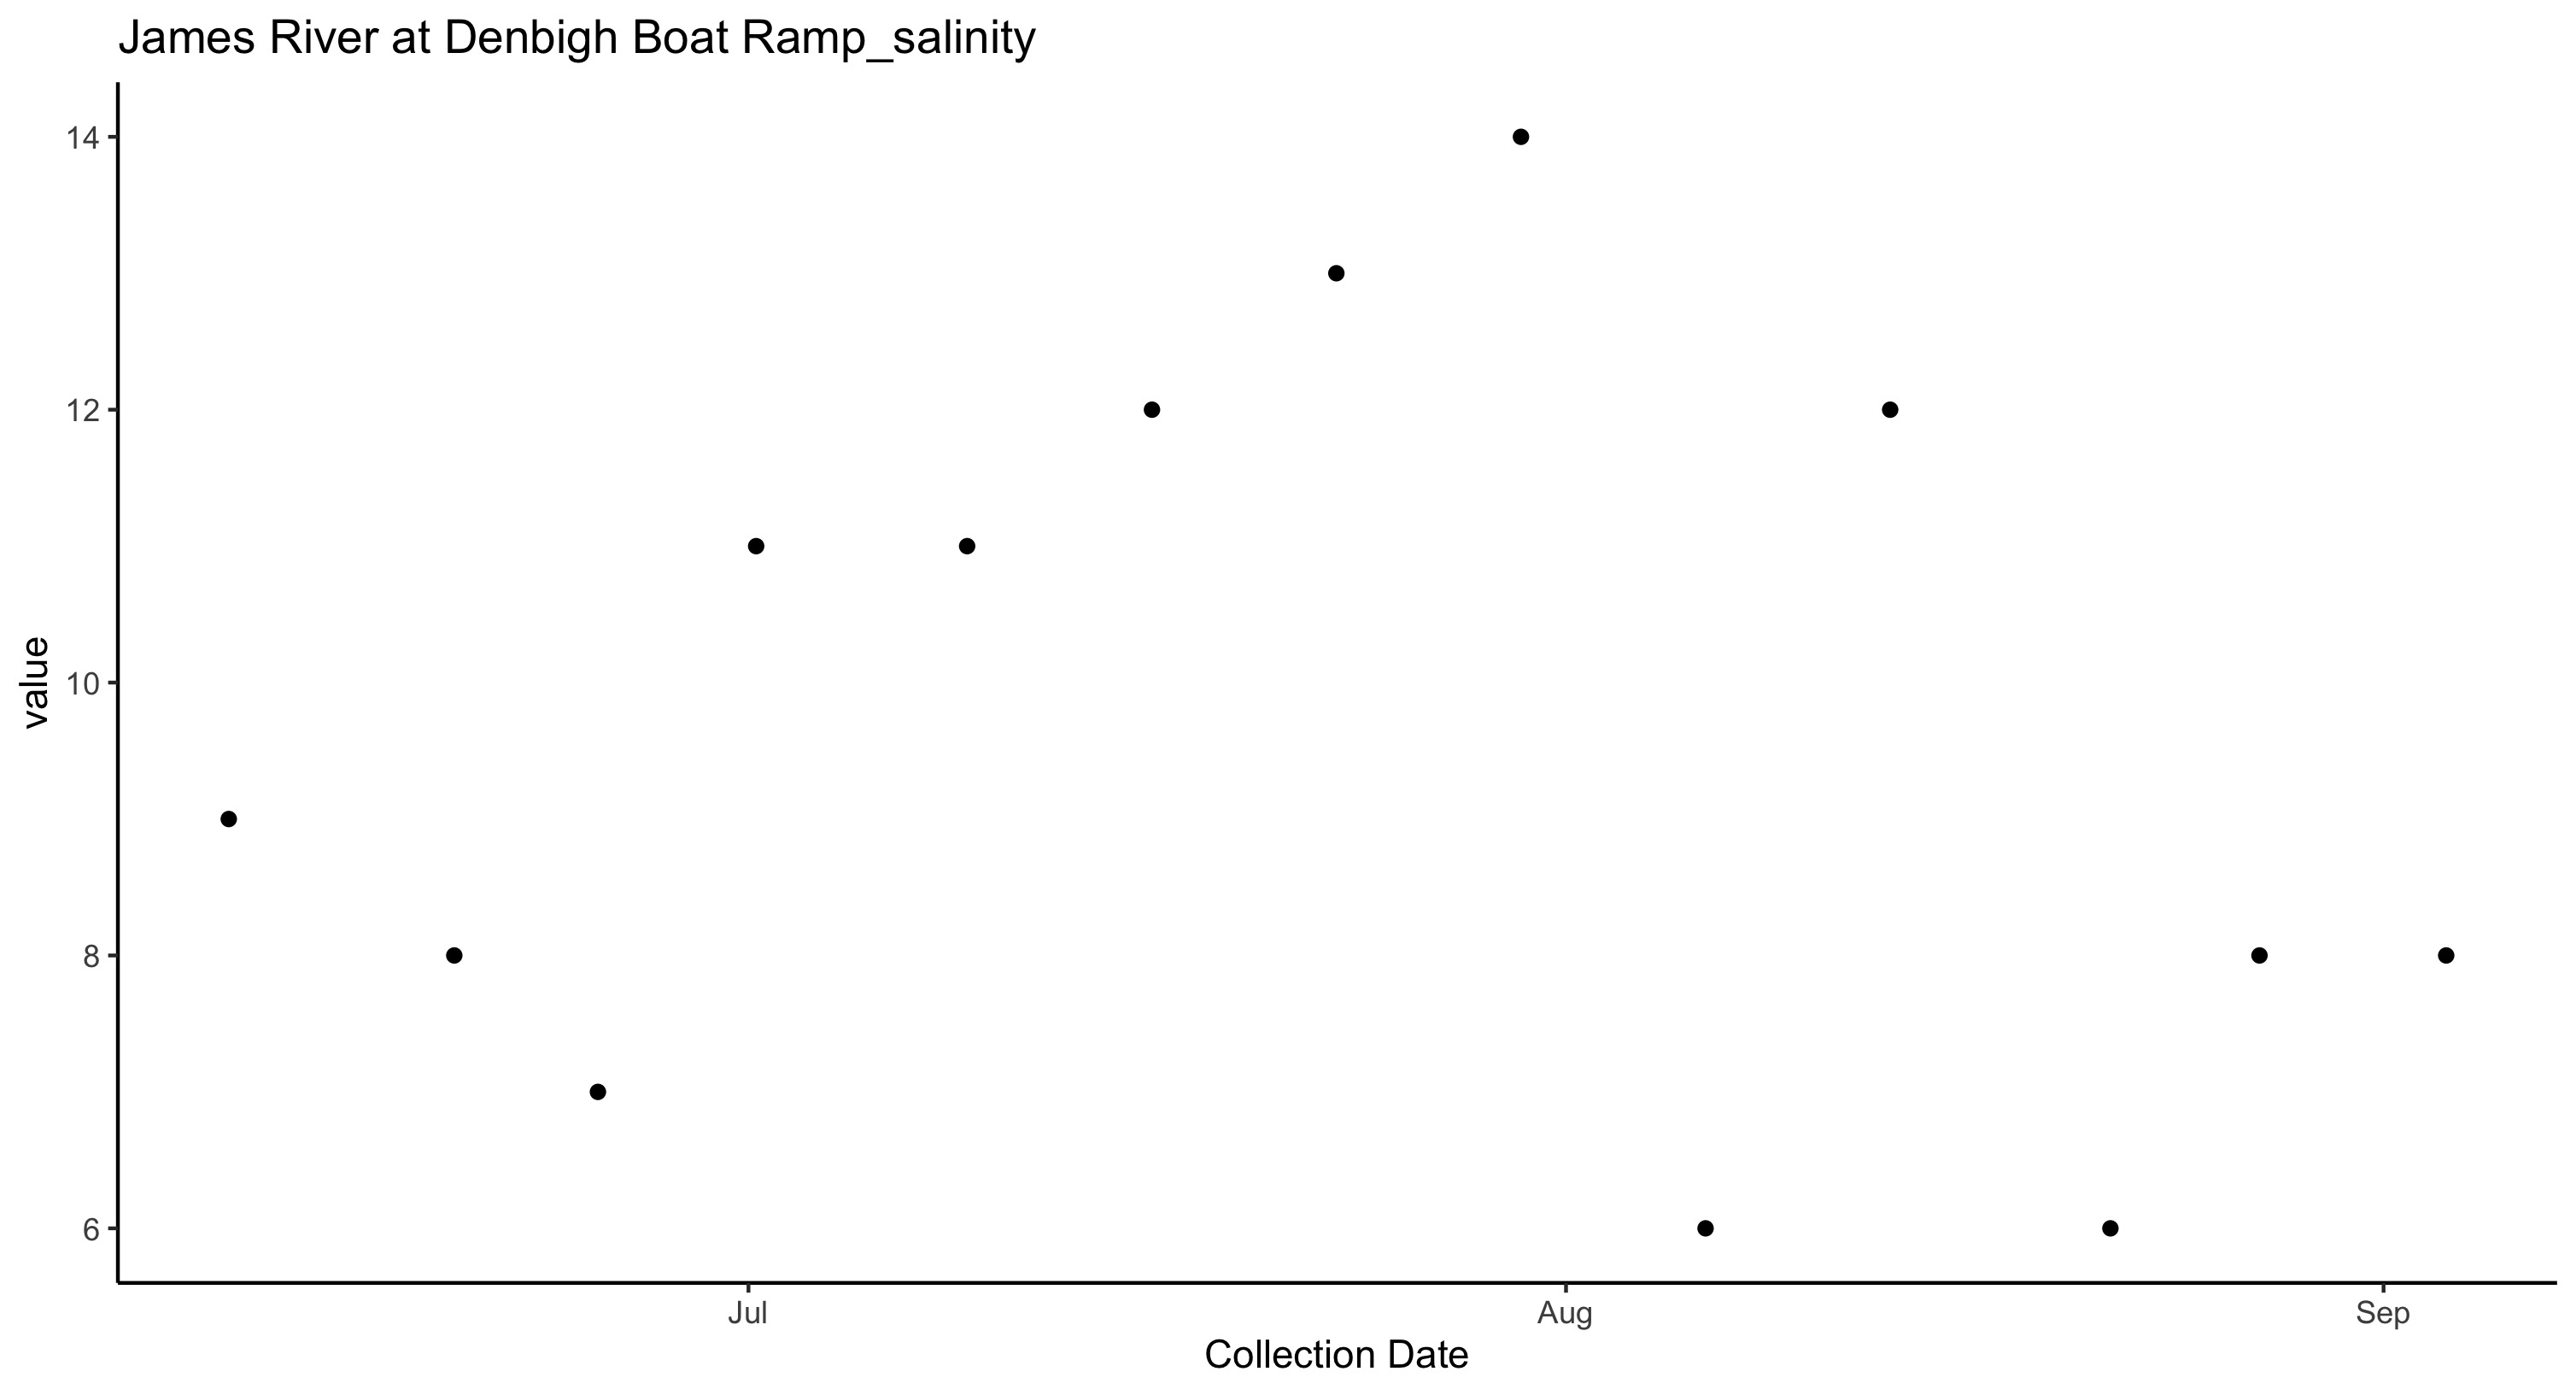 James River at Denbigh Boat Ramp_salinity
14
12
10
8
6
value
Jul
Aug
Sep
Collection Date